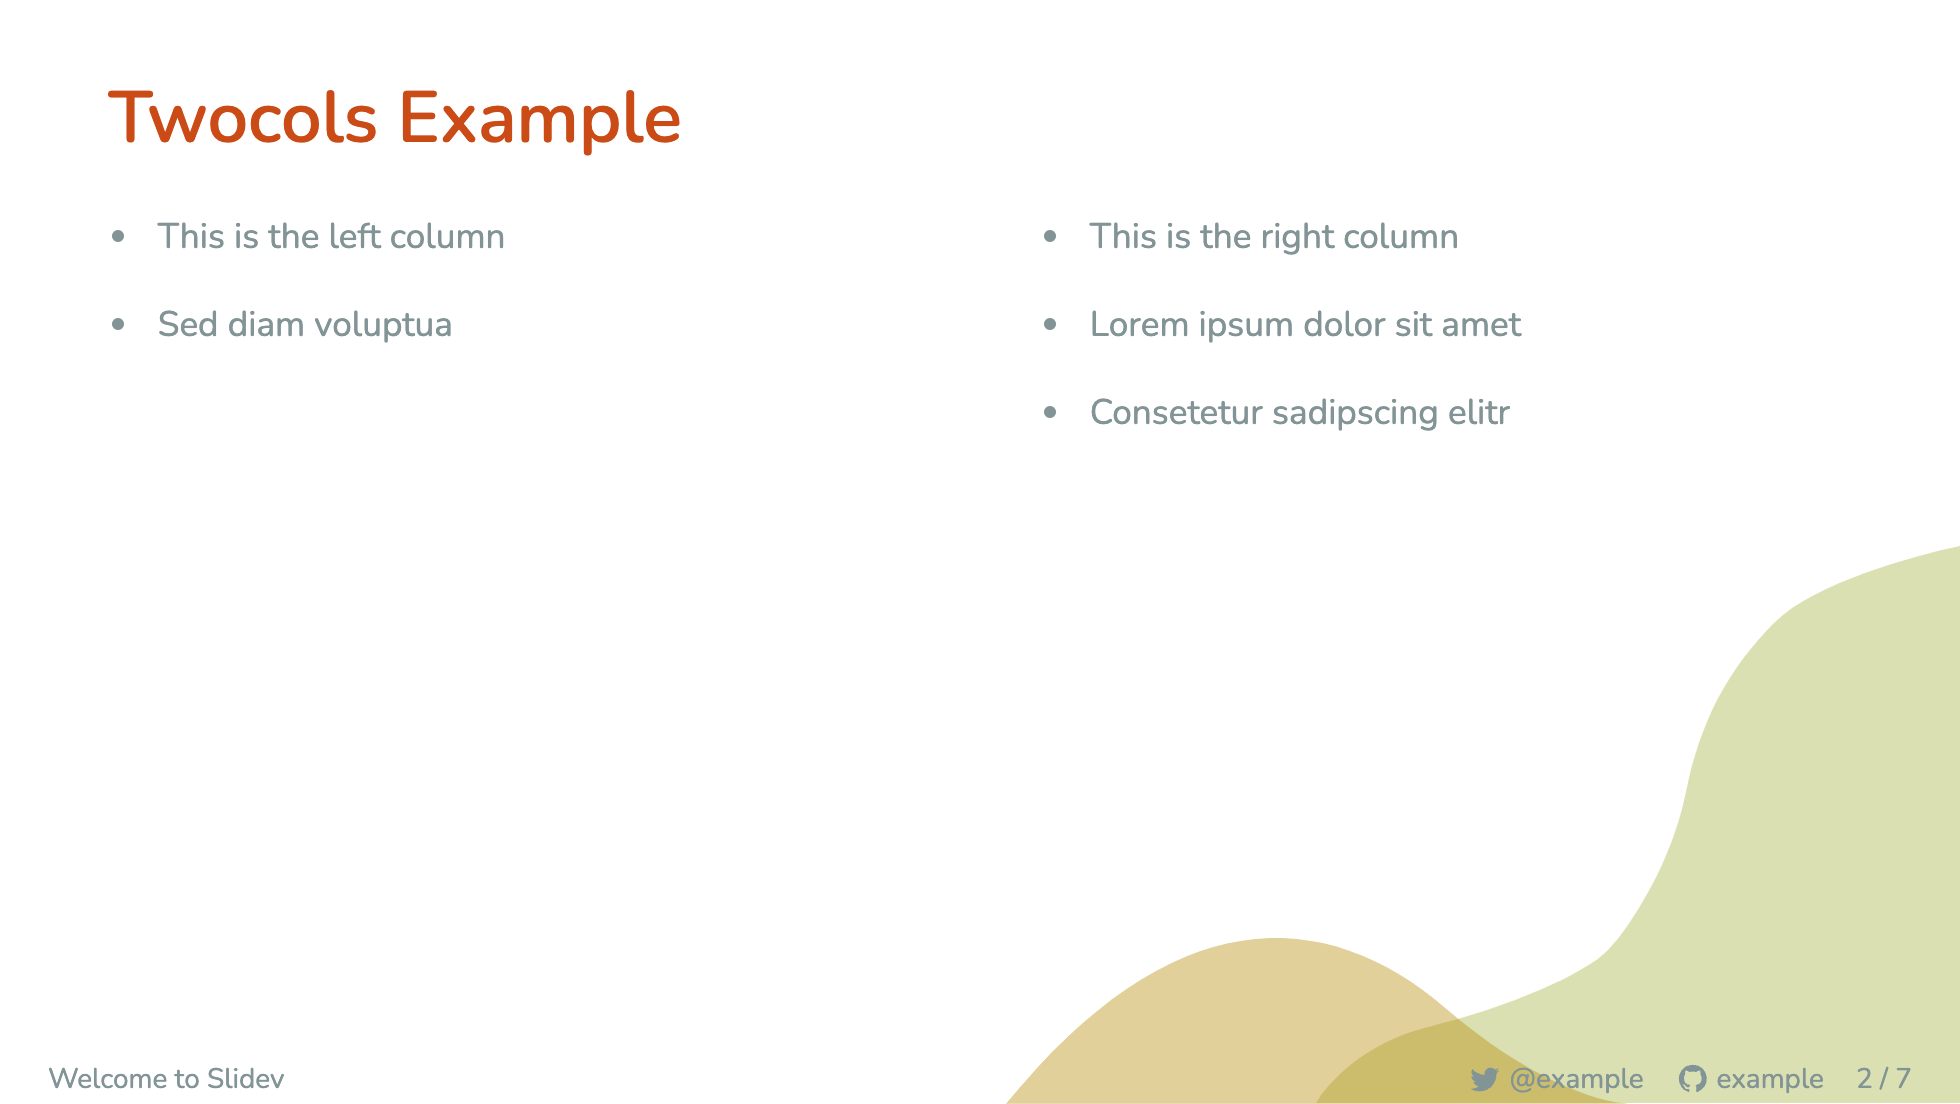 Twocols Example
• This is the left column
• Sed diam voluptua
• This is the right column
• Lorem ipsum dolor sit amet
• Consetetur sadipscing elitr
Welcome to Slidev
@example example 2 / 7